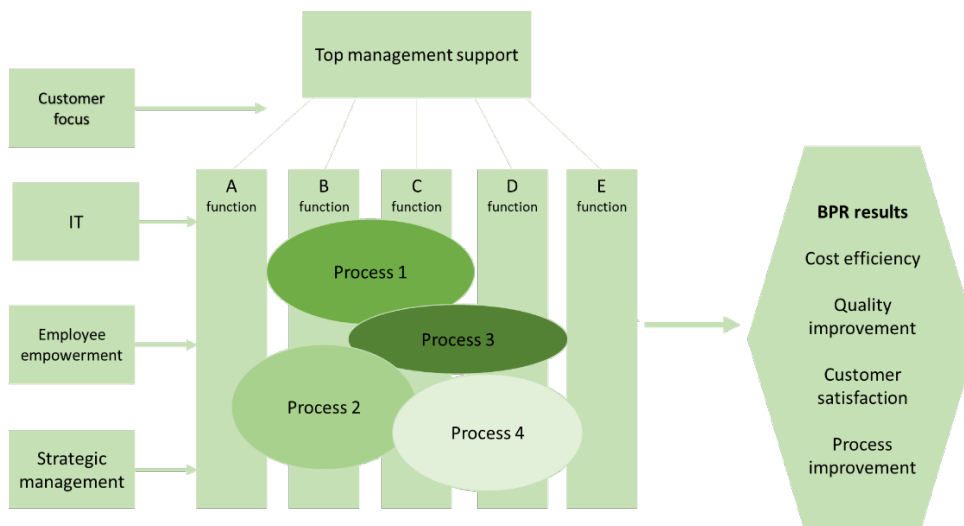 Top management support
Customer
focus
IT
Employee
empowerment
Strategic
management
A
function
B
function
C
function
D
function
E
function
Process 1
Process 3
Process 2
Process 4
BPR results
Cost efficiency
Quality
improvement
Customer
satisfaction
Process
improvement